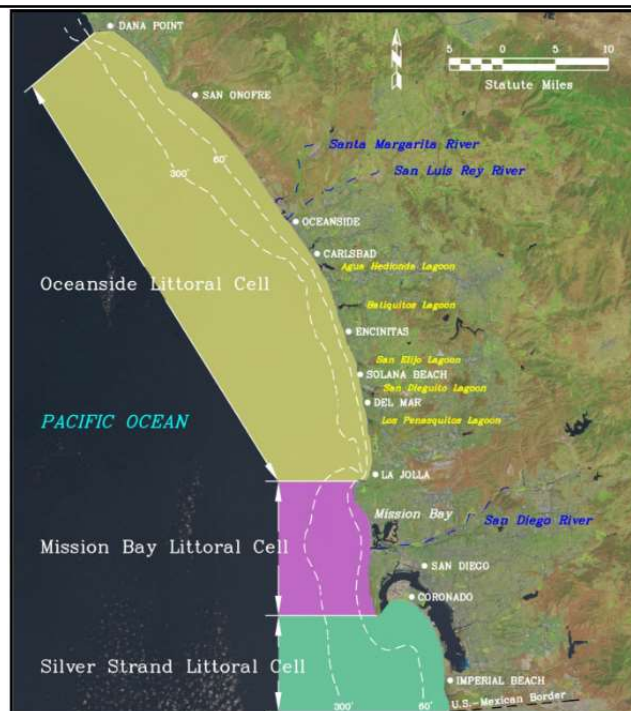 DANA POINT
5 0 5 10
Statute Miles
SAN ONOFRE
Santa Margarita River
San Luis Rey River
300'
60'
OCEANSIDE
CARLSBAD
Agua Hedionda Lagoon
Oceanside Littoral Cell
Batiquitos Lagoon
ENCINITAS
San Elijo Lagoon
SOLANA BEACH
San Dieguito Lagoon
DEL MAR
PACIFIC OCEAN
Los Penasquitos Lagoon
LA JOLLA
Mission Bay
San Diego River
Mission Bay Littoral Cell
SAN DIEGO
CORONADO
Silver Strand Littoral Cell
IMPERIAL BEACH
300'
60'
U.S.-Mexican Border